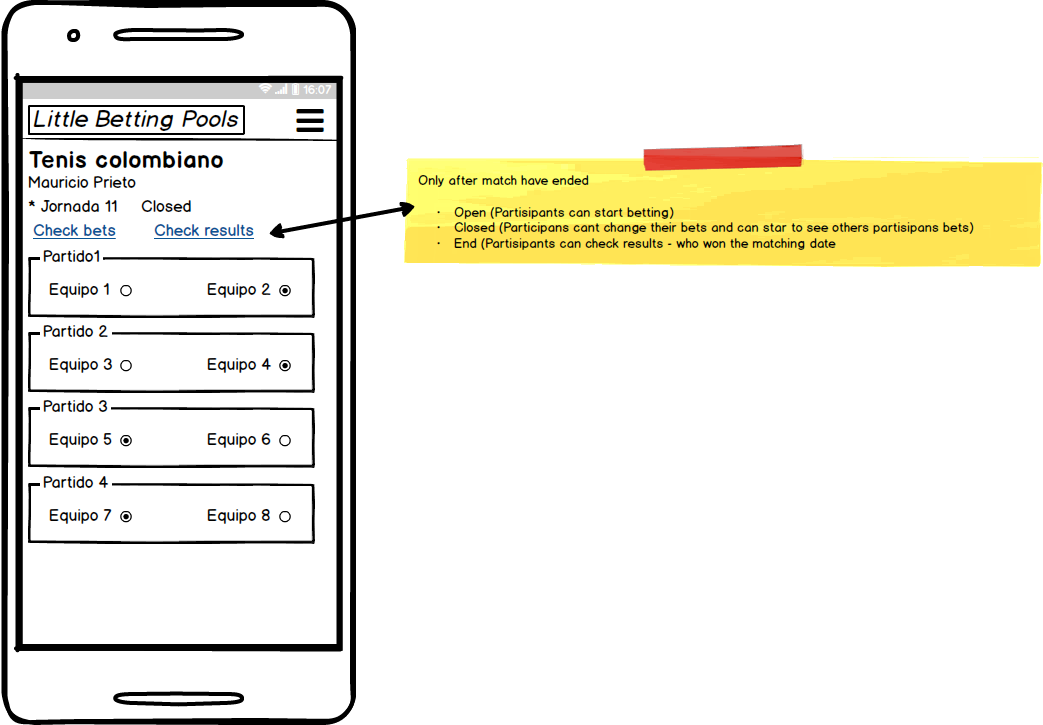 16:07
Little Betting Pools
Tenis colombiano
Mauricio Prieto
* Jornada 11 Closed
Check bets Check results
Partido1
Equipo 1 Equipo 2
Partido 2
Equipo 3 Equipo 4
Partido 3
Equipo 5 Equipo 6
Partido 4
Equipo 7 Equipo 8
Only after match have ended
· Open (Partisipants can start betting)
· Closed (Participans cant change their bets and can star to see others partisipans bets)
· End (Partisipants can check results - who won the matching date